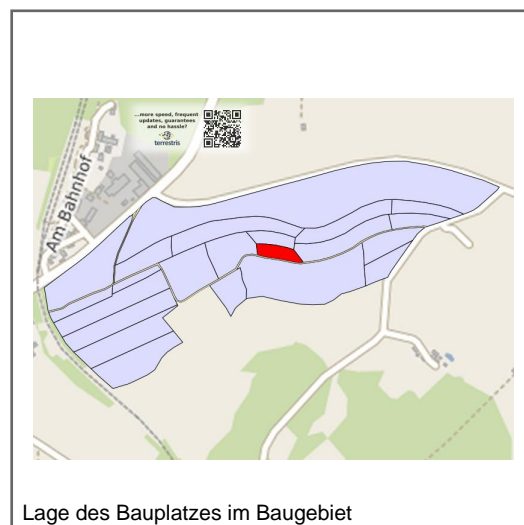 ...more speed, frequent
updates, guarantees
and no hassle?
terrestris
Am Bahnhof
Lage des Bauplatzes im Baugebiet